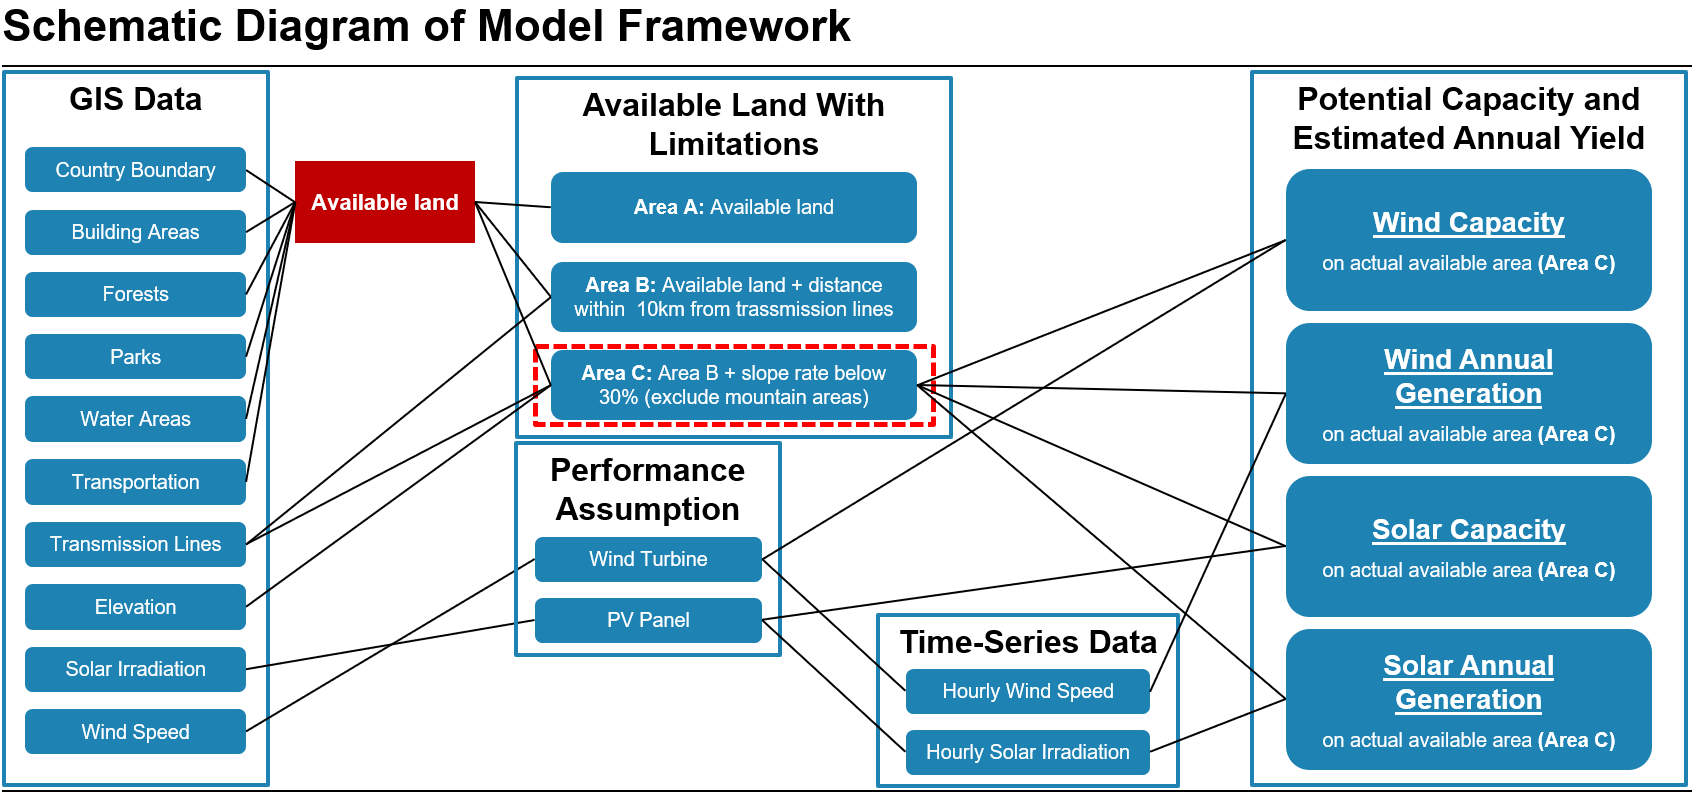 Schematic Diagram of Model Framework
GIS Data
Country Boundary
Building Areas
Forests
Parks
Water Areas
Transportation
Transmission Lines
Elevation
Solar Irradiation
Wind Speed
Available land
Available Land With
Limitations
Area A: Available land
Area B: Available land + distance
within 10km from trassmission lines
Area C: Area B + slope rate below
30% (exclude mountain areas)
Performance
Assumption
Wind Turbine
PV Panel
Time-Series Data
Hourly Wind Speed
Hourly Solar Irradiation
Potential Capacity and
Estimated Annual Yield
Wind Capacity
on actual available area (Area C)
Wind Annual
Generation
on actual available area (Area C)
Solar Capacity
on actual available area (Area C)
Solar Annual
Generation
on actual available area (Area C)